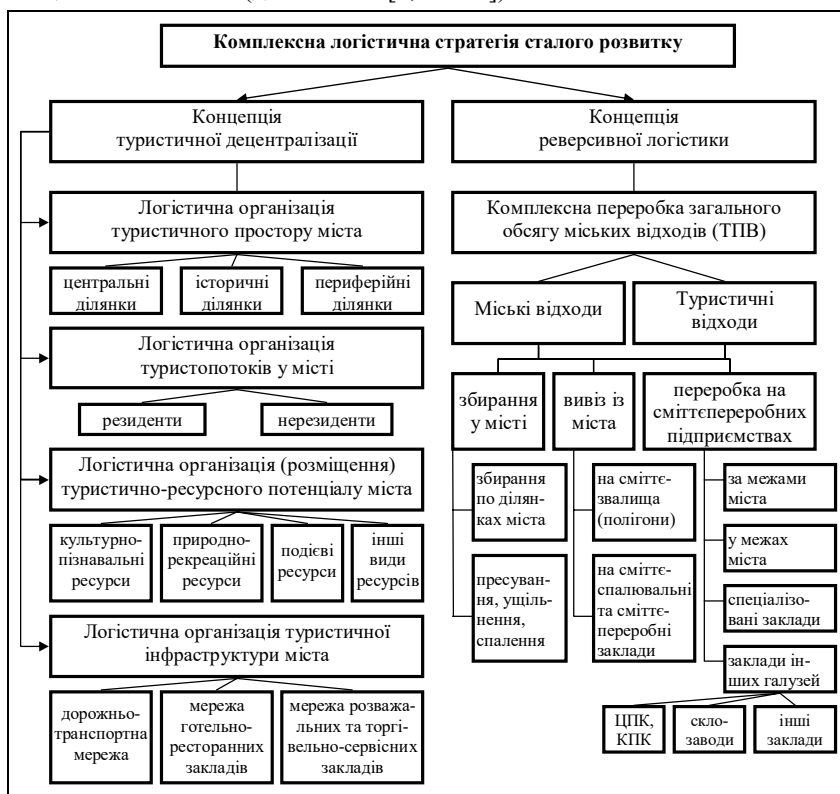 Комплексна логістична стратегія сталого розвитку
Концепція
туристичної децентралізації
Логістична організація
туристичного простору міста
центральні
ділянки
історичні
ділянки
периферійні
ділянки
Логістична організація
туристопотоків у місті
резиденти
нерезиденти
Логістична організація (розміщення)
туристично-ресурсного потенціалу міста
культурно-
пізнавальні
ресурси
природно-
рекреаційні
ресурси
подієві
ресурси
інші
види
ресурсів
Логістична організація туристичної
інфраструктури міста
дорожньо-
транспортна
мережа
мережа
готельно-
ресторанних
закладів
мережа розважа-
льних та торгі-
вельно-сервісних
закладів
Концепція
реверсивної логістики
Комплексна переробка загального
обсягу міських відходів (ТПВ)
Міські відходи
Туристичні
відходи
збирання
у місті
вивіз із
міста
переробка на
сміттєпереробних
підприємствах
збирання
по ділян-
ках міста
пресування,
ущіль-
нення,
спалення
на сміттє-
звалища
(полігони)
на сміттє-
спалювальні
та сміття-
переробні
заклади
за межами
міста
у межах
міста
спеціалізо-
вані заклади
заклади ін-
ших галузей
ЦПК,
КПК
скло-
заводи
інші
заклади